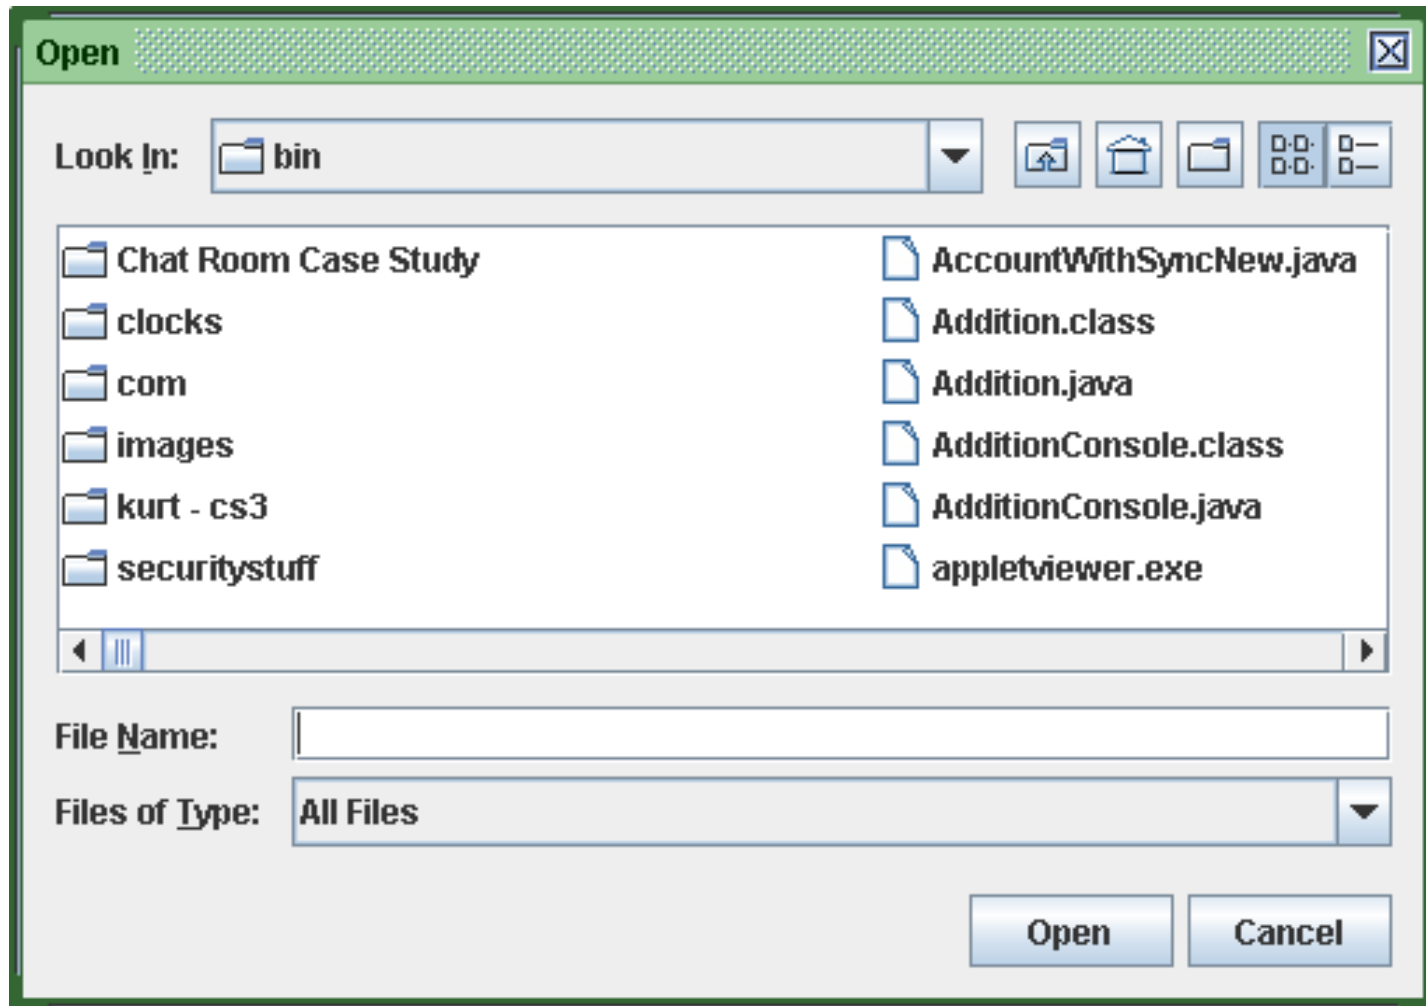 Open
Look In: bin
Chat Room Case Study
clocks
com
images
kurt - cs3
securitystuff
AccountWithSyncNew.java
Addition.class
Addition.java
AdditionConsole.class
AdditionConsole.java
appletviewer.exe
File Name:
Files of Type: All Files
Open Cancel